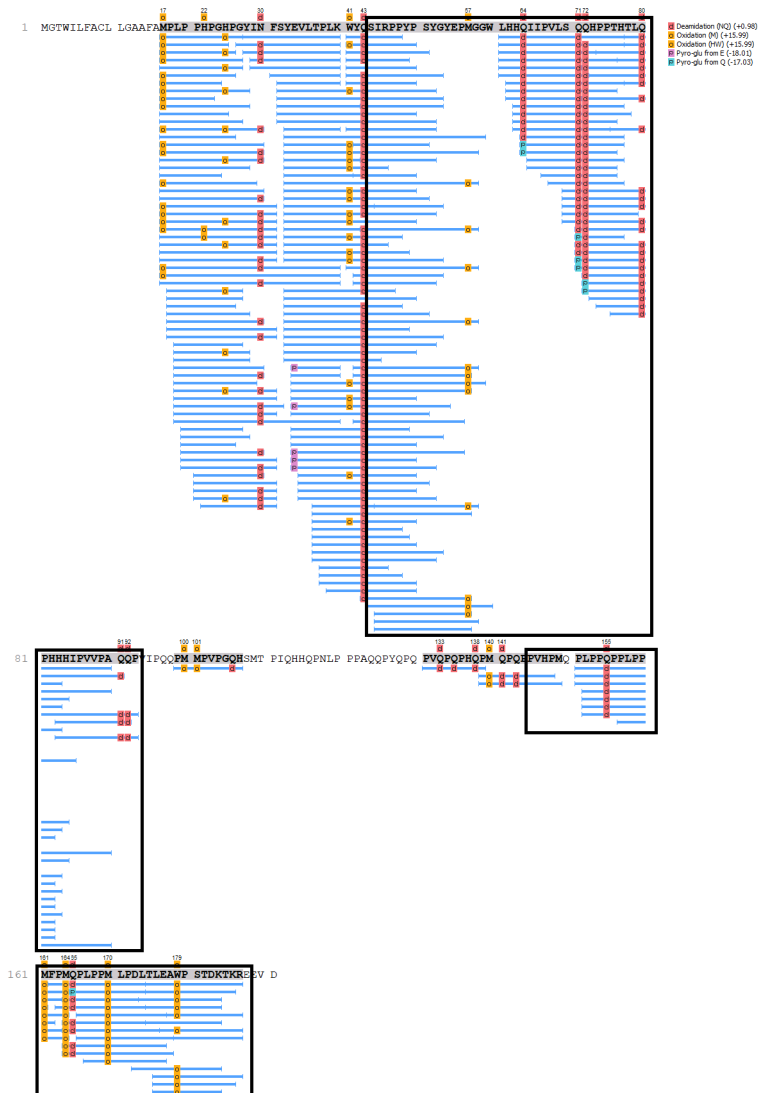 17 22 30 41 43 57 64 71 72 80
1 MGTWILFACL LGAAFAMPLP PHPGHPGYIN FSYEVLTPLK WYQSIRPPYP SYGYEPMGGW LHHQIIPVLS QQHPPTHTLQ
d Deamidation (NQ) (+0.98)
o Oxidation (M) (+15.99)
o Oxidation (HW) (+15.99)
P Pyro-glu from E (-18.01)
P Pyro-glu from Q (-17.03)
91 92 100 101 133 138 140 141 155
81 PHHHIPVVPA QQPVIPQQPM MPVPGQHSMT PIQHHQPNLP PPAQQPYQPQ PVQPQPHQPM QPQPPVHPMQ PLPPQPPLPP
161 164 170 179
161 MFPMQPLPPM LPDLTLEAWP STDKTKREEV D